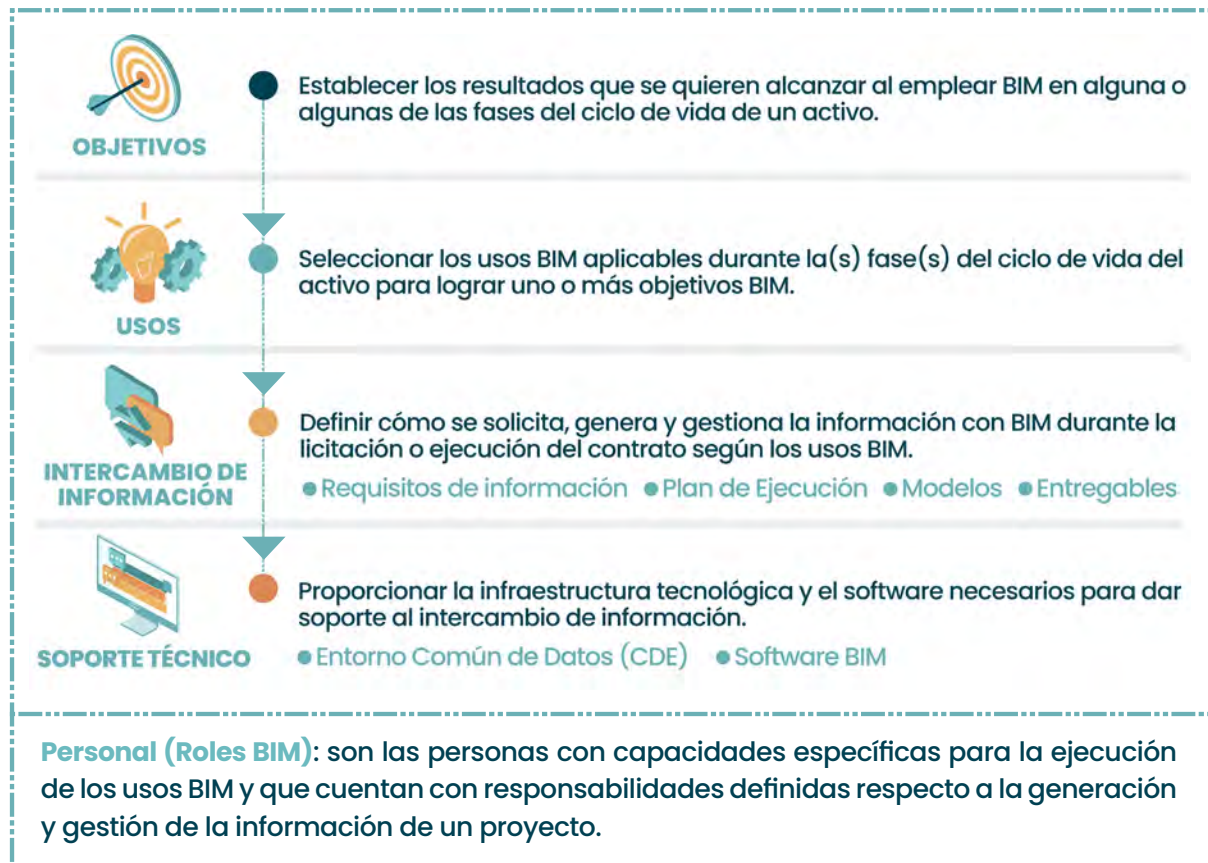 OBJETIVOS
Establecer los resultados que se quieren alcanzar al emplear BIM en alguna o
algunas de las fases del ciclo de vida de un activo.
USOS
Seleccionar los usos BIM aplicables durante la(s) fase(s) del ciclo de vida del
activo para lograr uno o más objetivos BIM.
INTERCAMBIO DE
INFORMACIÓN
Definir cómo se solicita, genera y gestiona la información con BIM durante la
licitación o ejecución del contrato según los usos BIM.
● Requisitos de información ● Plan de Ejecución ● Modelos ● Entregables
SOPORTE TÉCNICO
Proporcionar la infraestructura tecnológica y el software necesarios para dar
soporte al intercambio de información.
● Entorno Común de Datos (CDE) ● Software BIM
Personal (Roles BIM): son las personas con capacidades específicas para la ejecución
de los usos BIM y que cuentan con responsabilidades definidas respecto a la generación
y gestión de la información de un proyecto.